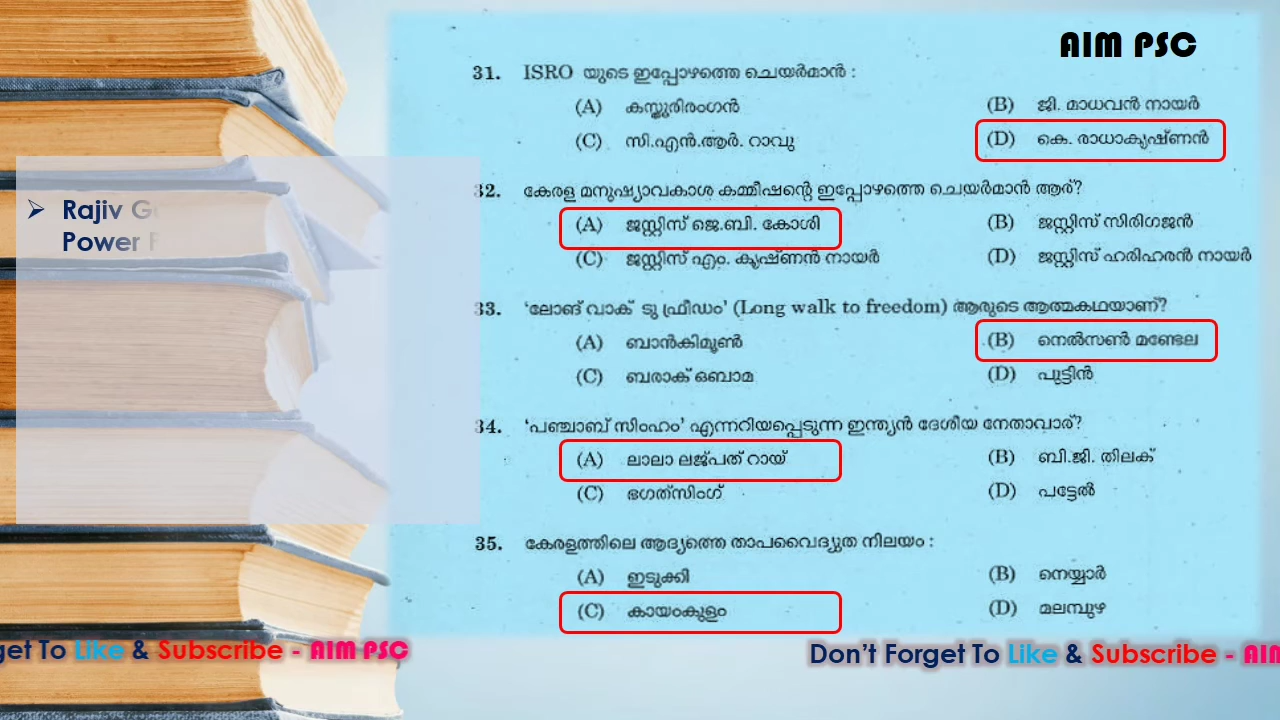 AIM PSC
31. ISRO യുടെ ഇപ്പോഴത്തെ ചെയർമാൻ :
(A) കസ്തൂരിരംഗൻ (B) ജി. മാധവൻ നായർ
(C) സി.എൻ.ആർ. റാവു (D) കെ. രാധാകൃഷ്ണൻ
32. കേരള മനുഷ്യാവകാശ കമ്മീഷന്റെ ഇപ്പോഴത്തെ ചെയർമാൻ ആര്?
(A) ജസ്റ്റിസ് ജെ.ബി. കോശി (B) ജസ്റ്റിസ് സിരിഗജൻ
(C) ജസ്റ്റിസ് എം. കൃഷ്ണൻ നായർ (D) ജസ്റ്റിസ് ഹരിഹരൻ നായർ
33. 'ലോങ് വാക് ടു ഫ്രീഡം' (Long walk to freedom) ആരുടെ ആത്മകഥയാണ്?
(A) ബാൻകിമൂൺ (B) നെൽസൺ മണ്ടേല
(C) ബരാക് ഒബാമ (D) പുട്ടിൻ
34. 'പഞ്ചാബ് സിംഹം' എന്നറിയപ്പെടുന്ന ഇന്ത്യൻ ദേശീയ നേതാവാര്?
(A) ലാലാ ലജ്പത് റായ് (B) ബി.ജി. തിലക്
(C) ഭഗത്സിംഗ് (D) പട്ടേൽ
35. കേരളത്തിലെ ആദ്യത്തെ താപവൈദ്യുത നിലയം :
(A) ഇടുക്കി (B) നെയ്യാർ
(C) കായംകുളം (D) മലമ്പുഴ
Rajiv
Power
get To Like & Subscribe - AIM PSC
Don't Forget To Like & Subscribe - AIM